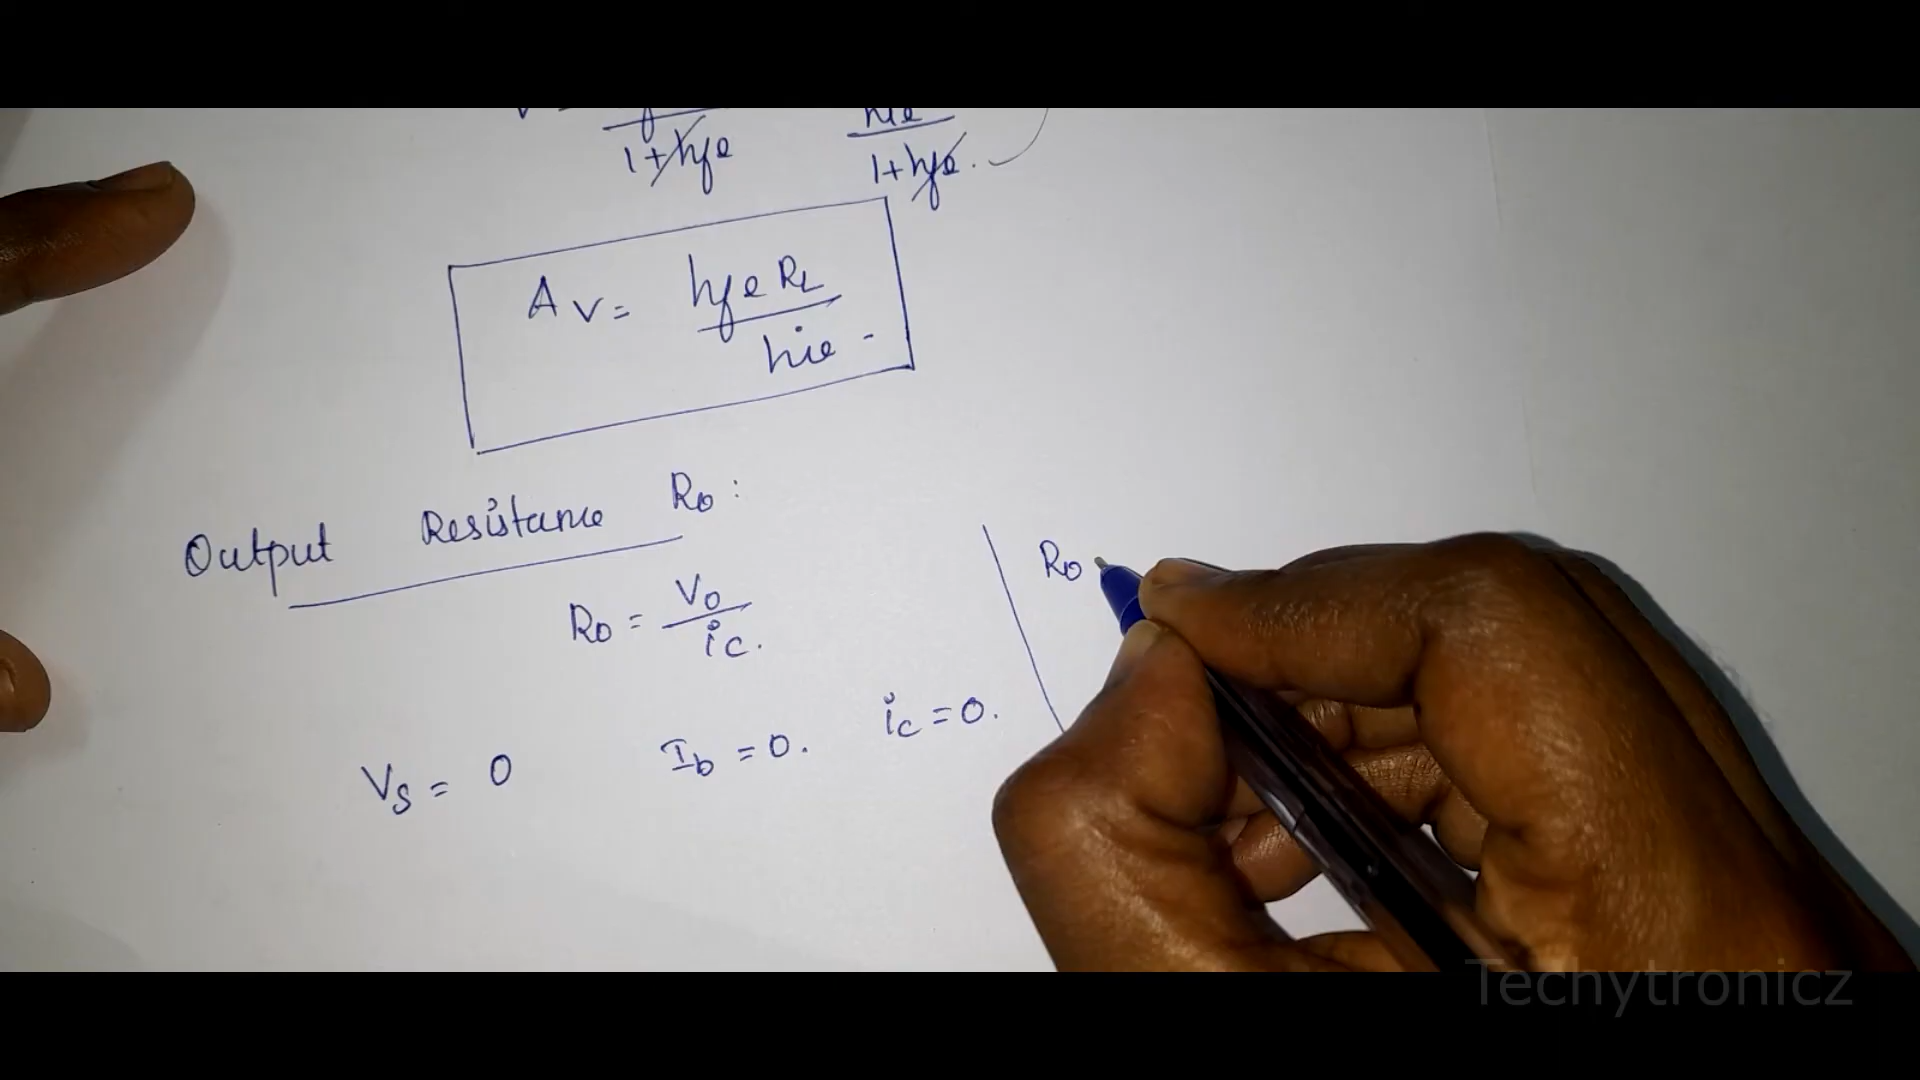 1+hfe hie
1+hfe.
Av = hfe RL
hie -
Output Resistance Ro :
Ro = Vo
ic.
Ro
Vs = 0 Ib = 0. ic = 0.
Techytronicz